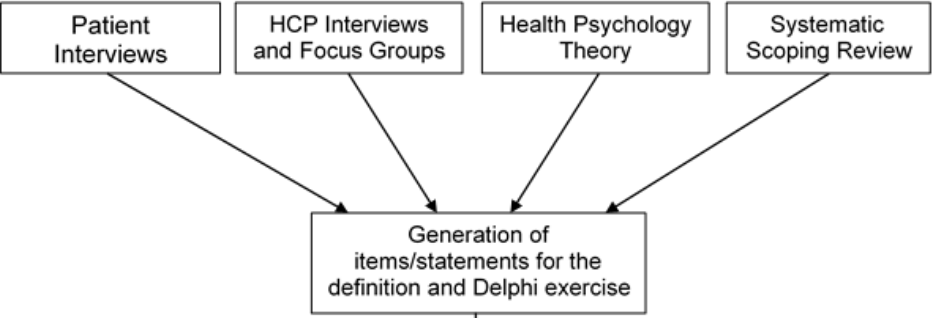 Patient
Interviews
HCP Interviews
and Focus Groups
Health Psychology
Theory
Systematic
Scoping Review
Generation of
items/statements for the
definition and Delphi exercise